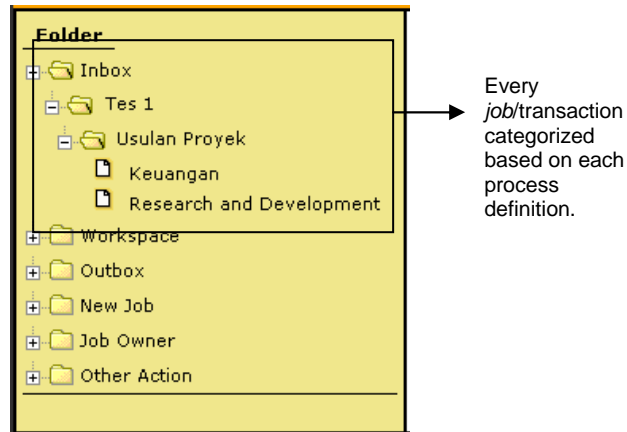 Folder
Inbox
Tes 1
Usulan Proyek
Keuangan
Research and Development
Workspace
Outbox
New Job
Job Owner
Other Action
Every
job/transaction
categorized
based on each
process
definition.